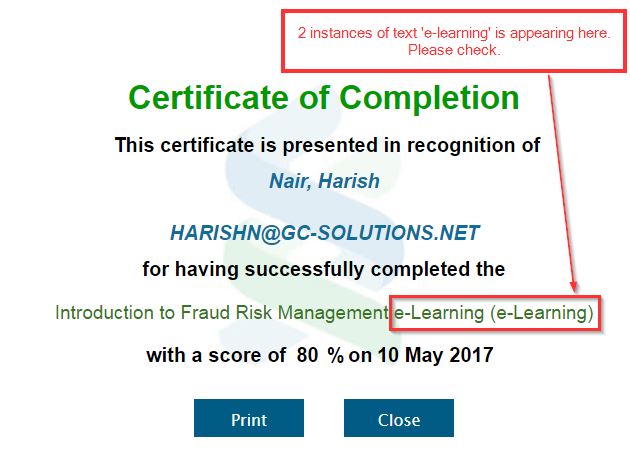 2 instances of text 'e-learning' is appearing here.
Please check.
Certificate of Completion
This certificate is presented in recognition of
Nair, Harish
HARISHN@GC-SOLUTIONS.NET
for having successfully completed the
Introduction to Fraud Risk Management e-Learning (e-Learning)
with a score of 80 % on 10 May 2017
Print Close